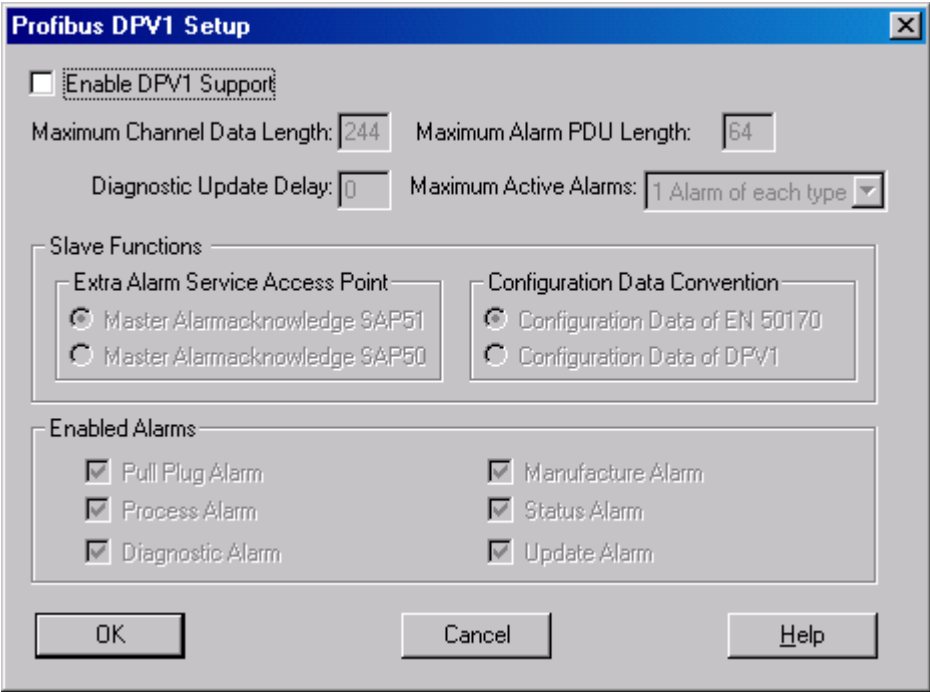 Profibus DPV1 Setup
Enable DPV1 Support
Maximum Channel Data Length: 244 Maximum Alarm PDU Length: 64
Diagnostic Update Delay: 0 Maximum Active Alarms: 1 Alarm of each type
Slave Functions
Extra Alarm Service Access Point
Master Alarmacknowledge SAP51
Master Alarmacknowledge SAP50
Configuration Data Convention
Configuration Data of EN 50170
Configuration Data of DPV1
Enabled Alarms
Pull Plug Alarm Manufacture Alarm
Process Alarm Status Alarm
Diagnostic Alarm Update Alarm
OK Cancel Help